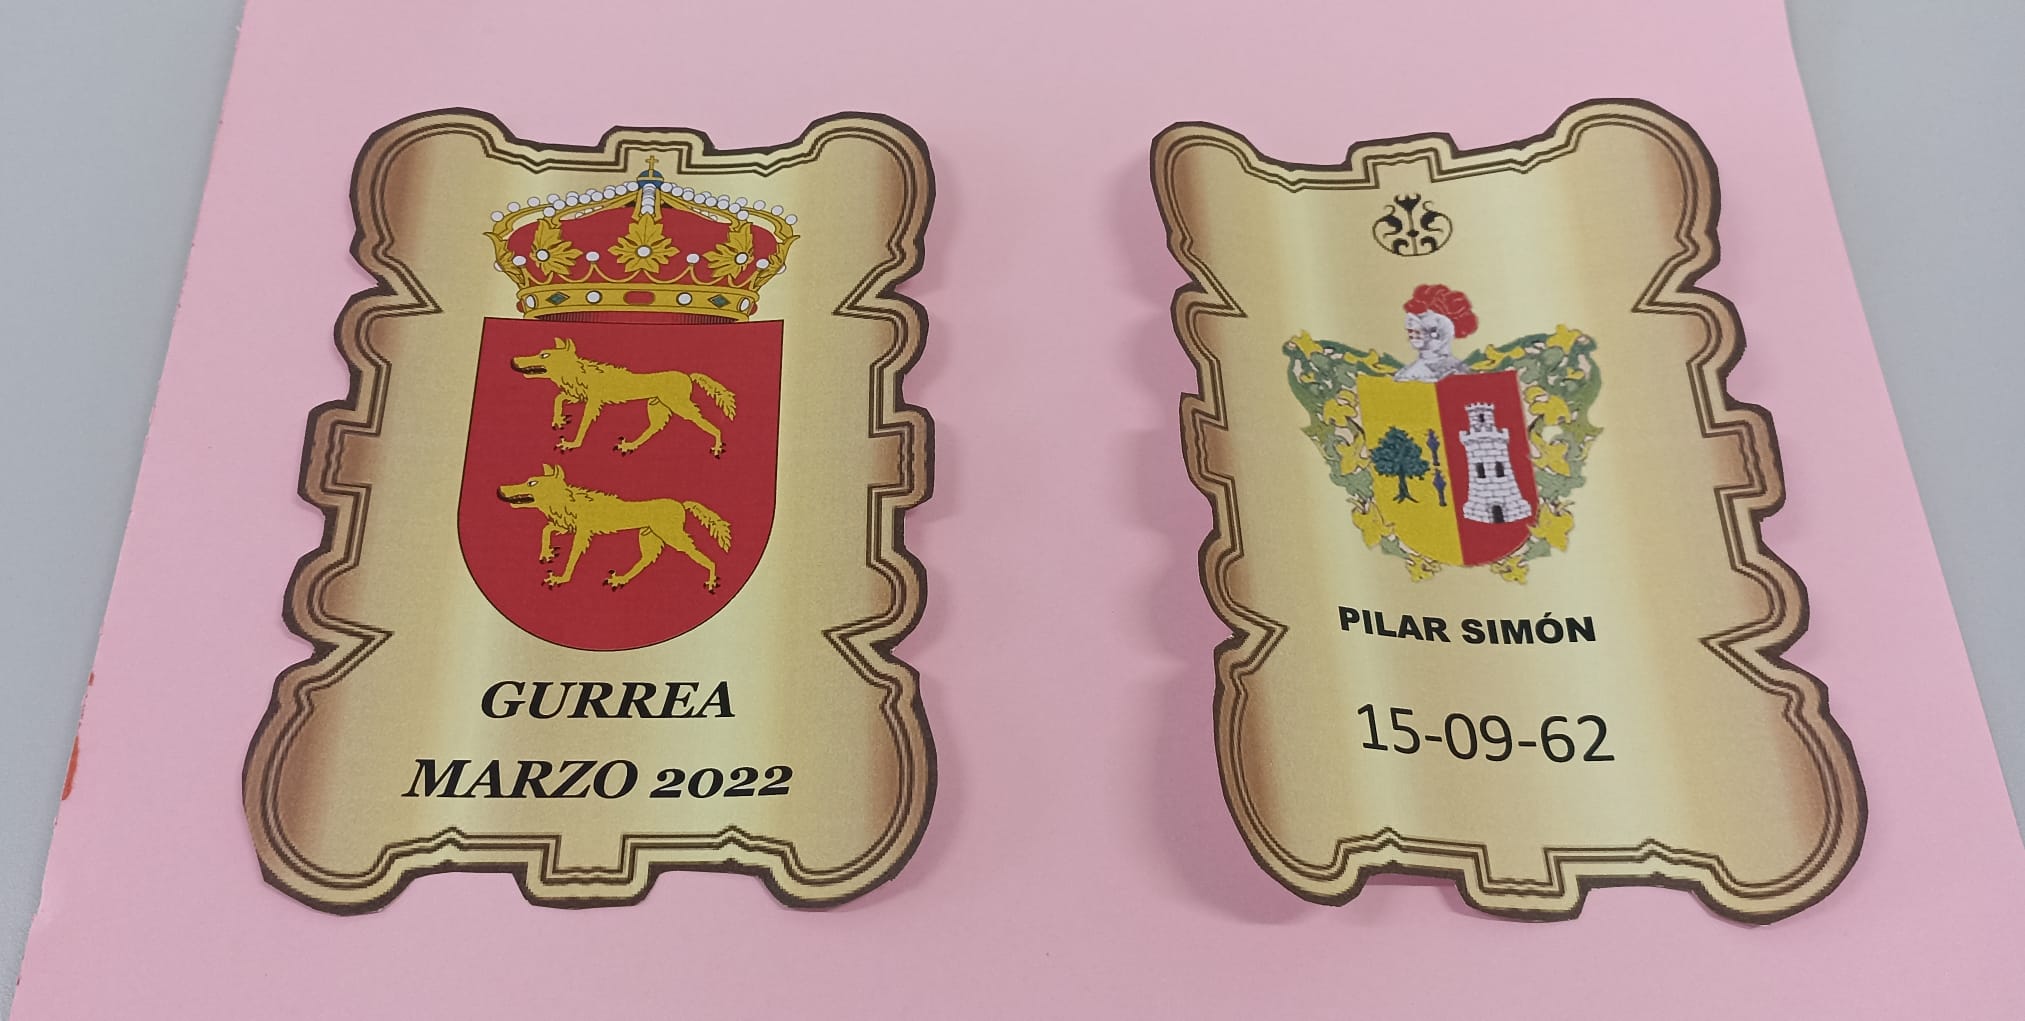 GURREA
MARZO 2022
PILAR SIMÓN
15-09-62